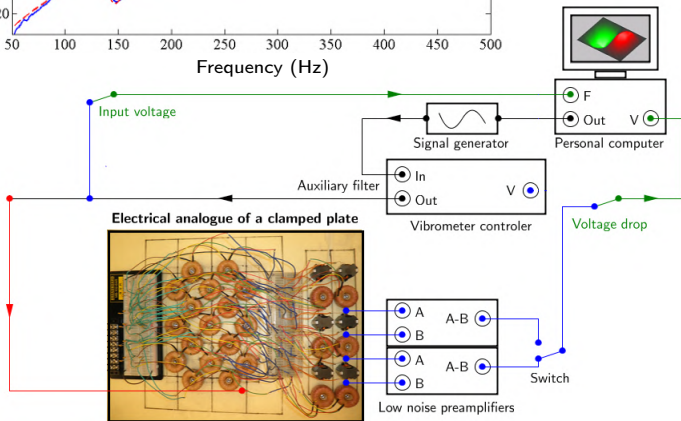 20
50 100 150 200 250 300 350 400 450 500
Frequency (Hz)
Input voltage
F
Out V
Signal generator
Personal computer
Auxiliary filter
In
Out
V
Vibrometer controler
Voltage drop
Electrical analogue of a clamped plate
A
B
A-B
A
B
A-B
Switch
Low noise preamplifiers